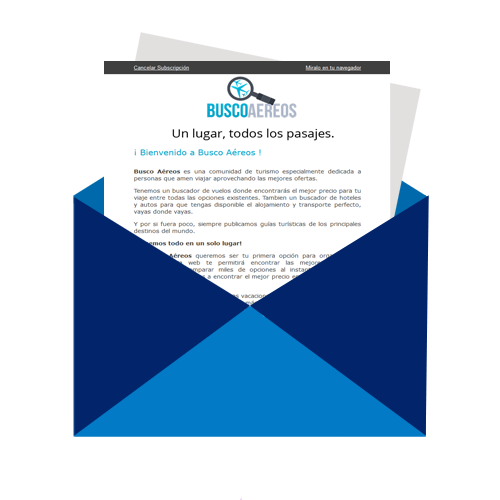 Cancelar Subscripción Míralo en tu navegador
BUSCOAEREOS
Un lugar, todos los pasajes.
¡ Bienvenido a Busco Aéreos !
Busco Aéreos es una comunidad de turismo especialmente dedicada a
personas que amen viajar aprovechando las mejores ofertas.
Tenemos un buscador de vuelos donde encontrarás el mejor precio para tu
viaje entre todas las opciones existentes. Tambien un buscador de hoteles
y autos para que tengas disponible el alojamiento y transporte perfecto,
vayas donde vayas.
Y por si fuera poco, siempre publicamos guías turísticas de los principales
destinos del mundo.
todo en un solo lugar!
Aéreos queremos ser tu primera opción para
web te permitirá encontrar las
miles de opciones al
a encontrar el mejor precio